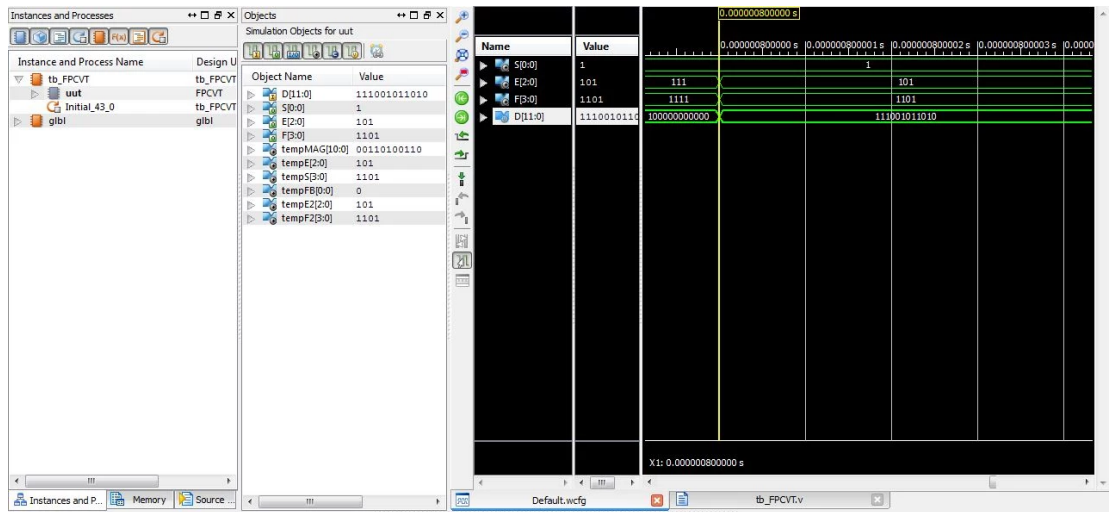 Instances and Processes
Instance and Process Name Design U
tb_FPCVT tb_FPCVT
uut FPCVT
Initial_43_0 tb_FPCVT
glbl glbl
Instances and P... Memory Source ...
Objects
Simulation Objects for uut
Object Name Value
D[11:0] 111001011010
S[0:0] 1
E[2:0] 101
F[3:0] 1101
tempMAG[10:0] 00110100110
tempE[2:0] 101
tempS[3:0] 1101
tempFB[0:0] 0
tempE2[2:0] 101
tempF2[3:0] 1101
0.000000800000 s
Name Value 0.000000800000 s 0.000000800001 s 0.000000800002 s 0.000000800003 s 0.0000
S[0:0] 1 1
E[2:0] 101 111 101
F[3:0] 1101 1111 1101
D[11:0] 1110010110 100000000000 111001011010
X1: 0.000000800000 s
Default.wcfg tb_FPCVT.v